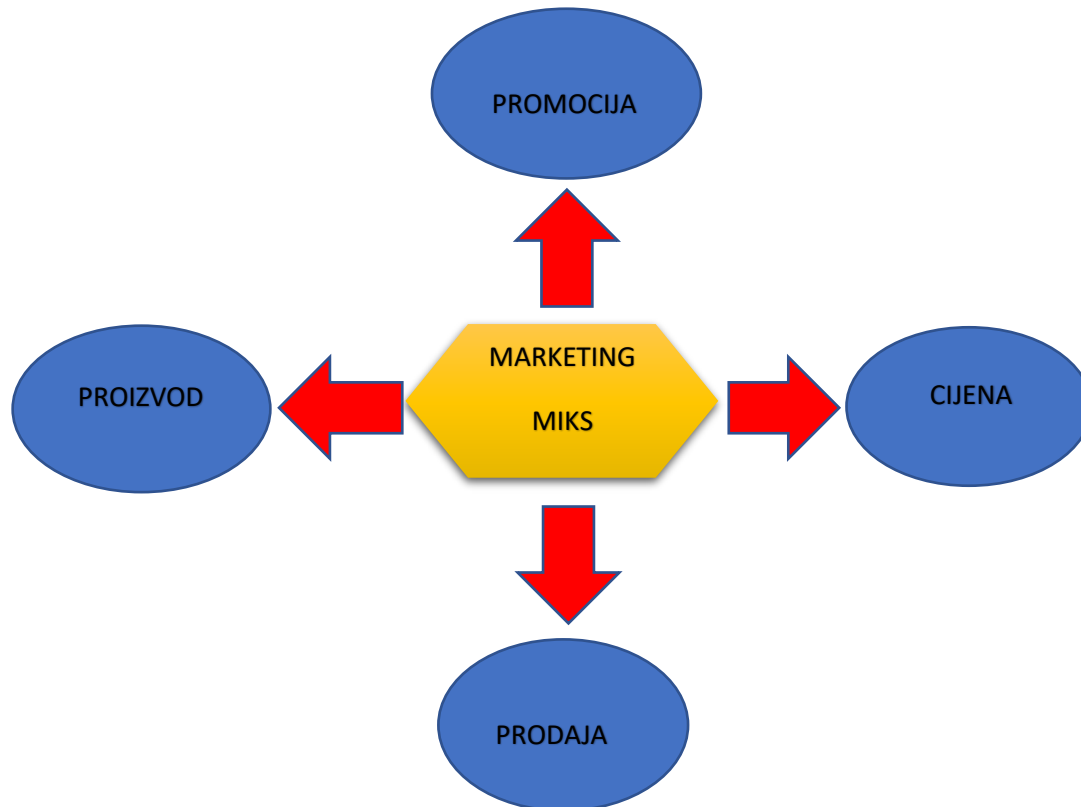 PROMOCIJA
MARKETING
MIKS
PROIZVOD
CIJENA
PRODAJA